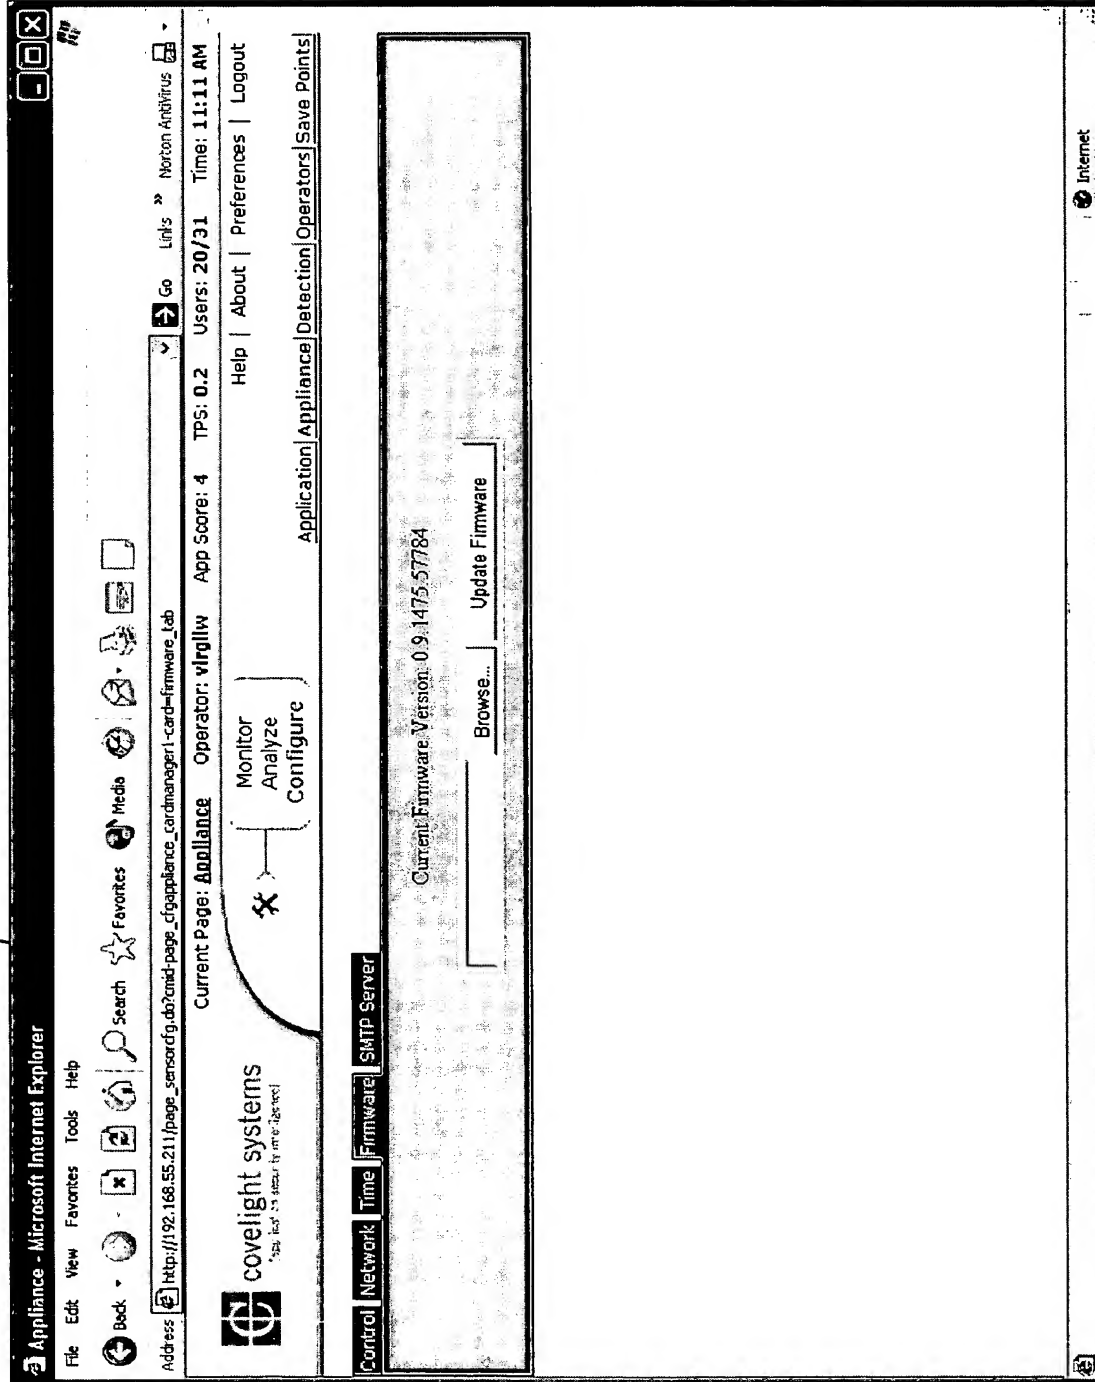 Appliance - Microsoft Internet Explorer
File Edit View Favorites Tools Help
Back Search Favorites Media
Address http://192.168.55.211/page_sensorcfg.do?cmid-page_cfgappliance_cardmanager1-card=firmware_tab Go Links » Norton AntiVirus
Current Page: Appliance Operator: virgilw App Score: 4 TPS: 0.2 Users: 20/31 Time: 11:11 AM
covelight systems
Monitor
Analyze
Configure
Help | About | Preferences | Logout
Application Appliance Detection Operators Save Points
Control Network Time Firmware SMTP Server
Current Firmware Version: 0.9.1475.57784
Browse... Update Firmware
Internet